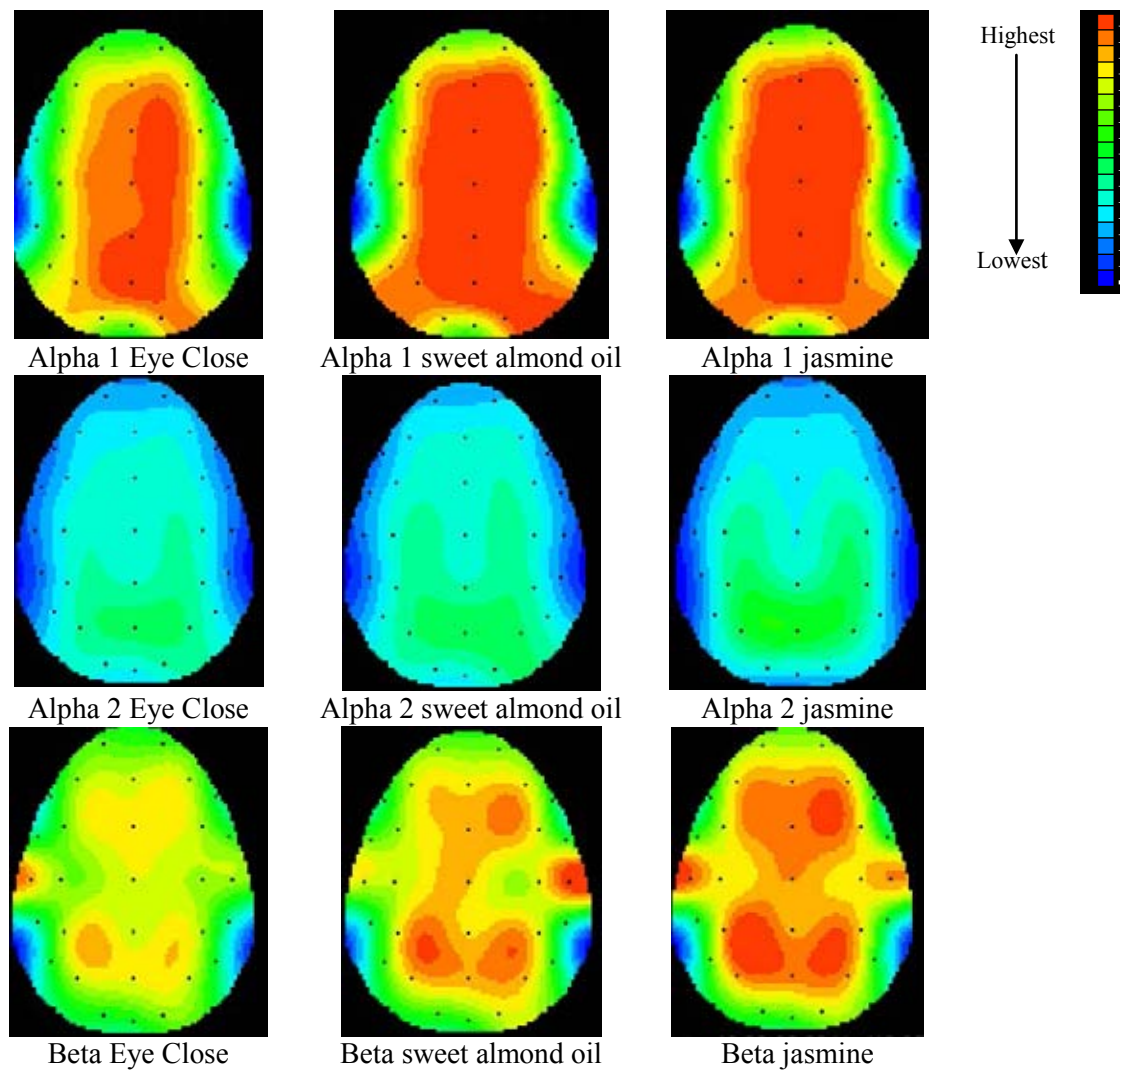 Highest
Lowest
Alpha 1 Eye Close
Alpha 1 sweet almond oil
Alpha 1 jasmine
Alpha 2 Eye Close
Alpha 2 sweet almond oil
Alpha 2 jasmine
Beta Eye Close
Beta sweet almond oil
Beta jasmine